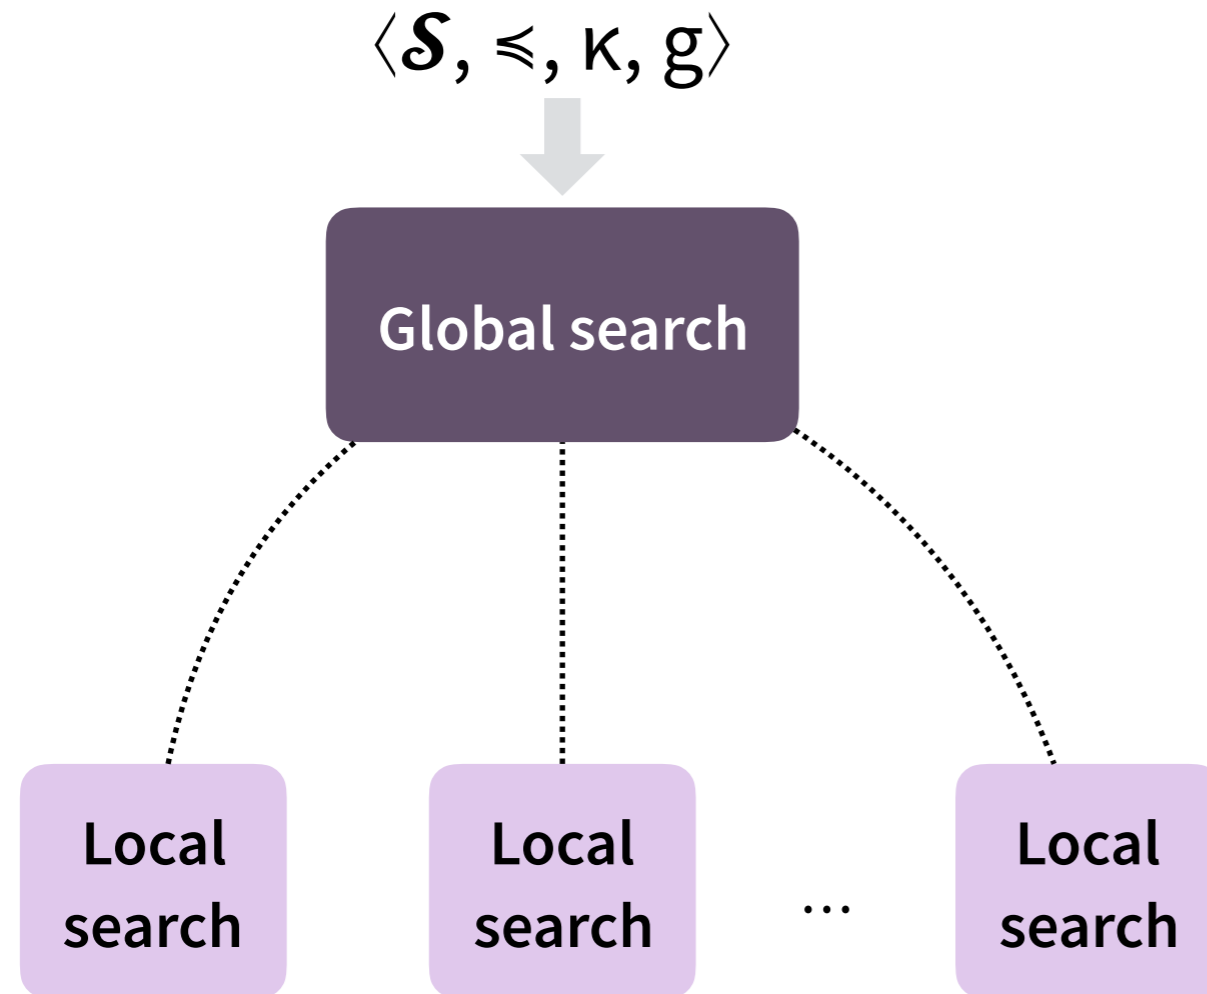 ⟨𝓢, ≼, κ, g⟩
Global search
Local
search
Local
search
...
Local
search